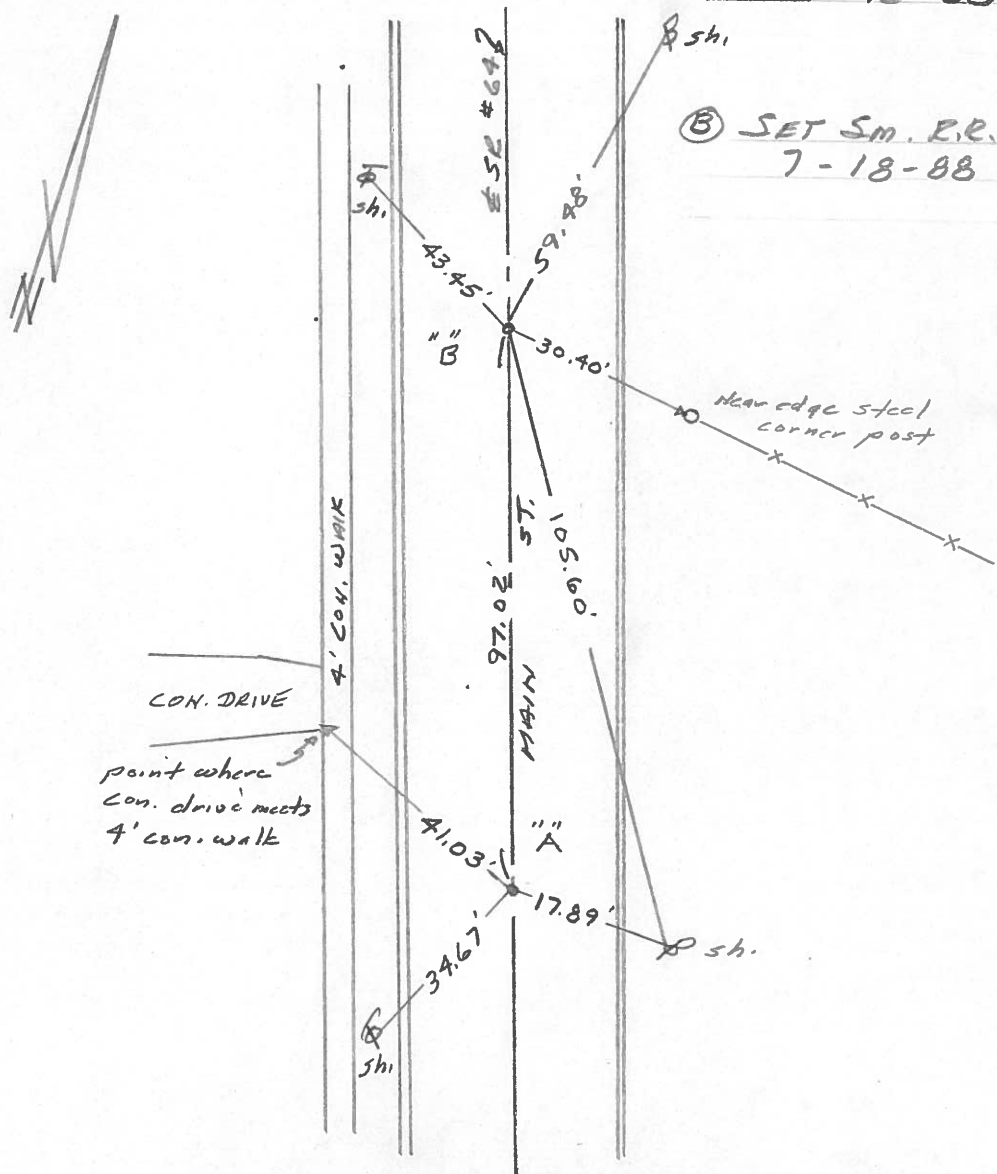 sh.
Ⓑ SET Sm. R.R.
7-18-88
℄ SR #647
sh.
59.48'
43.45'
"B"
30.40'
Near edge steel
corner post
4' CON. WALK
ST.
105.60'
97.02'
MAIN
CON. DRIVE
point where
con. drive meets
4' con. walk
41.03'
"A"
17.89'
sh.
34.67'
sh.
N